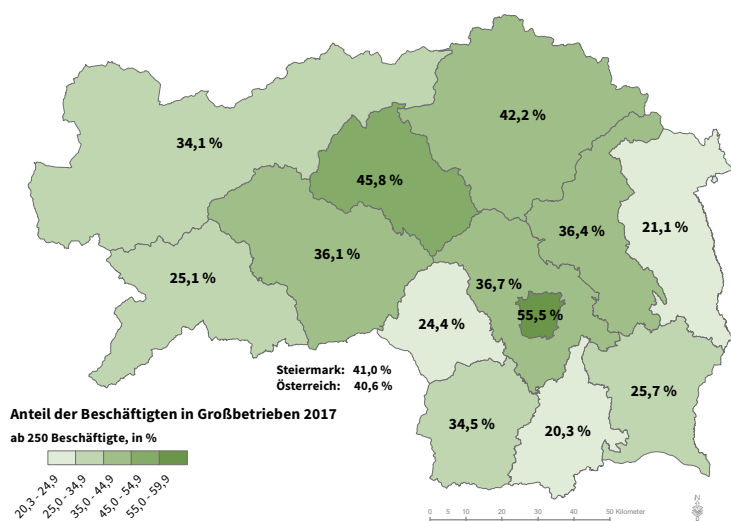 42,2 %
34,1 %
45,8 %
36,4 %
21,1 %
36,1 %
25,1 %
36,7 %
55,5 %
24,4 %
Steiermark: 41,0 %
Österreich: 40,6 %
25,7 %
34,5 %
20,3 %
Anteil der Beschäftigten in Großbetrieben 2017
ab 250 Beschäftigte, in %
20,3 - 24,9
25,0 - 34,9
35,0 - 44,9
45,0 - 54,9
55,0 - 59,9
0 5 10 20 30 40 50 Kilometer
N